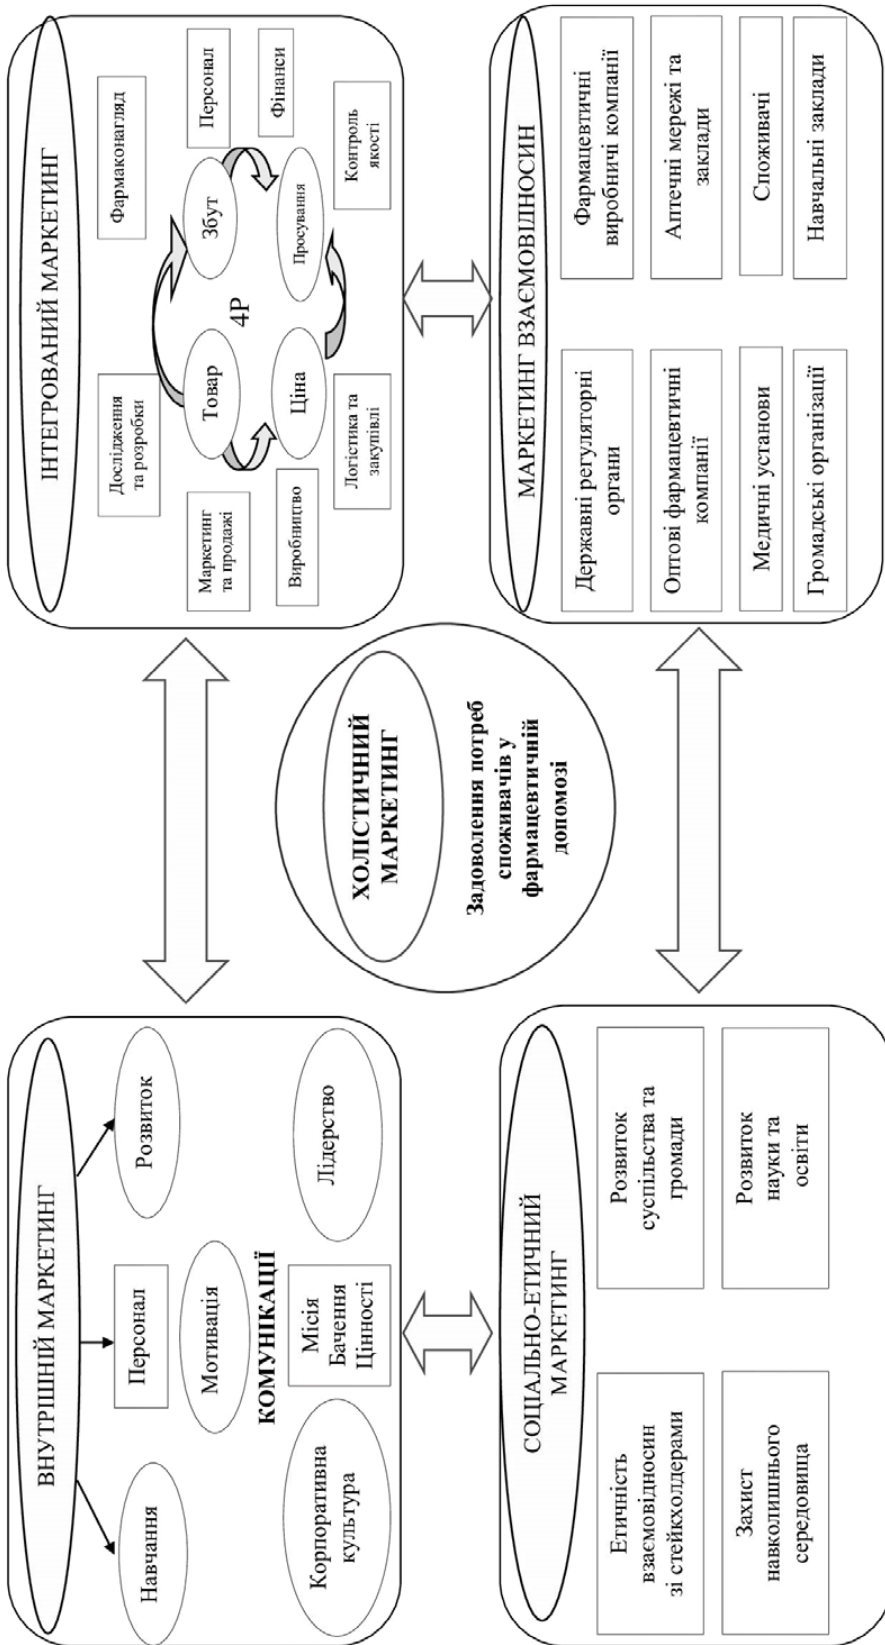 ВНУТРІШНІЙ МАРКЕТИНГ
Навчання
Персонал
Розвиток
Мотивація
КОМУНІКАЦІЇ
Корпоративна
культура
Місія
Бачення
Цінності
Лідерство
ІНТЕГРОВАНИЙ МАРКЕТИНГ
Дослідження
та розробки
Фармаконагляд
Маркетинг
та продажі
Товар
Збут
Персонал
4Р
Виробництво
Ціна
Просування
Фінанси
Логістика та
закупівлі
Контроль
якості
ХОЛІСТИЧНИЙ
МАРКЕТИНГ
Задоволення потреб
споживачів у
фармацевтичній
допомозі
СОЦІАЛЬНО-ЕТИЧНИЙ
МАРКЕТИНГ
Етичність
взаємовідносин
зі стейкхолдерами
Розвиток
суспільства та
громади
Захист
навколишнього
середовища
Розвиток
науки та
освіти
МАРКЕТИНГ ВЗАЄМОВІДНОСИН
Державні регуляторні
органи
Фармацевтичні
виробничі компанії
Оптові фармацевтичні
компанії
Аптечні мережі та
заклади
Медичні установи
Споживачі
Громадські організації
Навчальні заклади